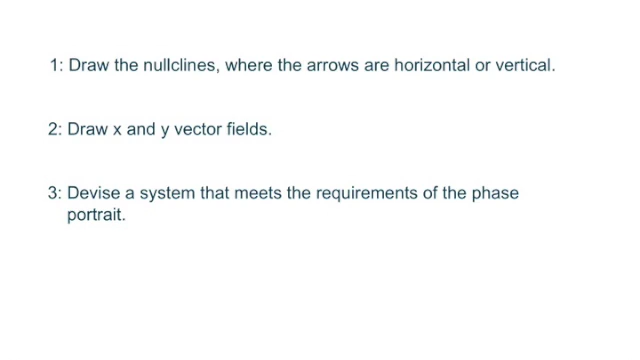 1: Draw the nullclines, where the arrows are horizontal or vertical.
2: Draw x and y vector fields.
3: Devise a system that meets the requirements of the phase
portrait.